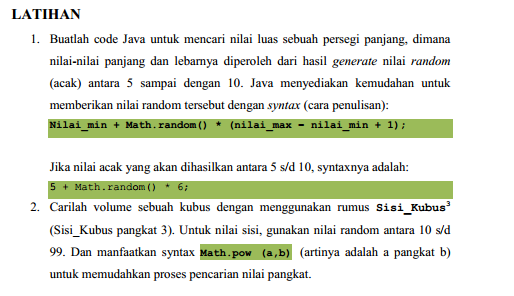 LATIHAN
1. Buatlah code Java untuk mencari nilai luas sebuah persegi panjang, dimana
nilai-nilai panjang dan lebarnya diperoleh dari hasil generate nilai random
(acak) antara 5 sampai dengan 10. Java menyediakan kemudahan untuk
memberikan nilai random tersebut dengan syntax (cara penulisan):
Nilai_min + Math.random() * (nilai_max - nilai_min + 1);
Jika nilai acak yang akan dihasilkan antara 5 s/d 10, syntaxnya adalah:
5 + Math.random() * 6;
2. Carilah volume sebuah kubus dengan menggunakan rumus Sisi_Kubus³
(Sisi_Kubus pangkat 3). Untuk nilai sisi, gunakan nilai random antara 10 s/d
99. Dan manfaatkan syntax Math.pow (a,b) (artinya adalah a pangkat b)
untuk memudahkan proses pencarian nilai pangkat.